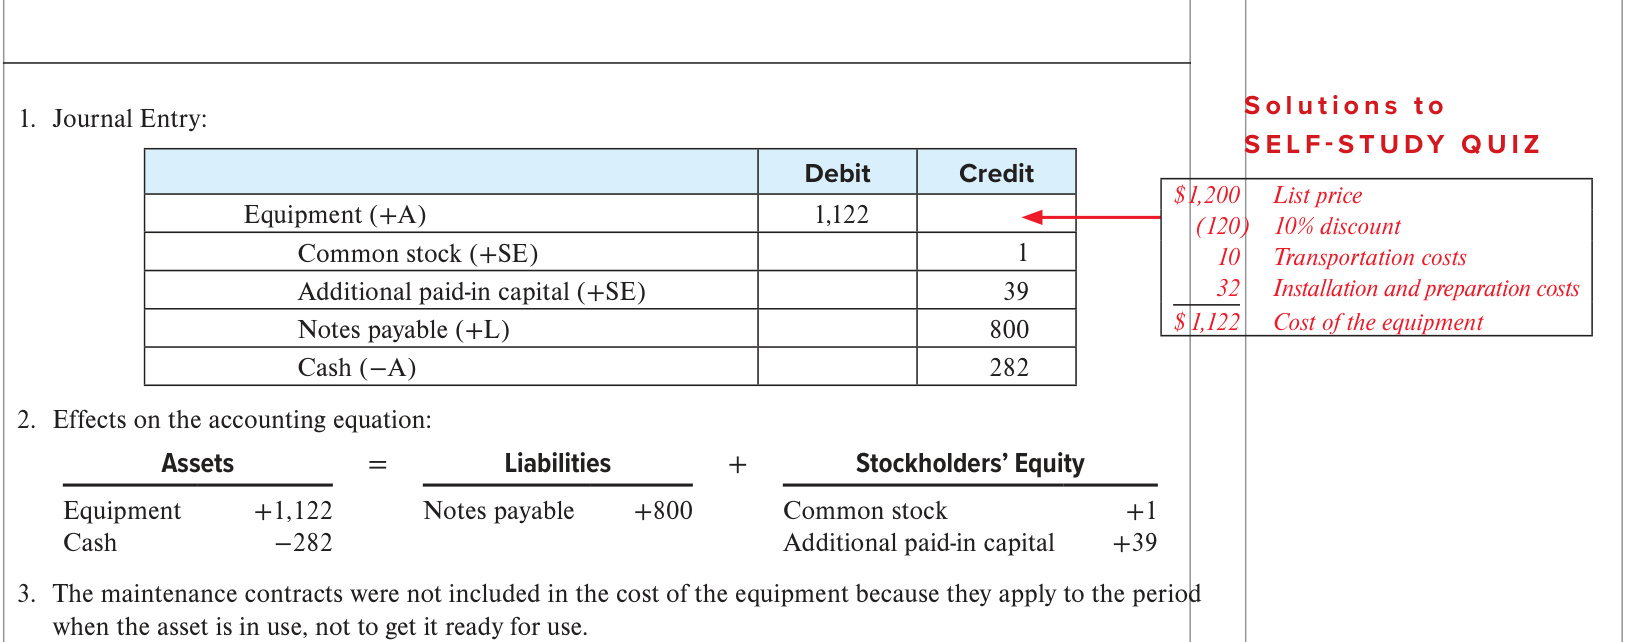 Solutions to
SELF-STUDY QUIZ
1. Journal Entry:
Debit Credit
Equipment (+A) 1,122
Common stock (+SE) 1
Additional paid-in capital (+SE) 39
Notes payable (+L) 800
Cash (−A) 282
$1,200 List price
(120) 10% discount
10 Transportation costs
32 Installation and preparation costs
$1,122 Cost of the equipment
2. Effects on the accounting equation:
Assets = Liabilities + Stockholders’ Equity
Equipment +1,122 Notes payable +800 Common stock +1
Cash −282 Additional paid-in capital +39
3. The maintenance contracts were not included in the cost of the equipment because they apply to the period
when the asset is in use, not to get it ready for use.